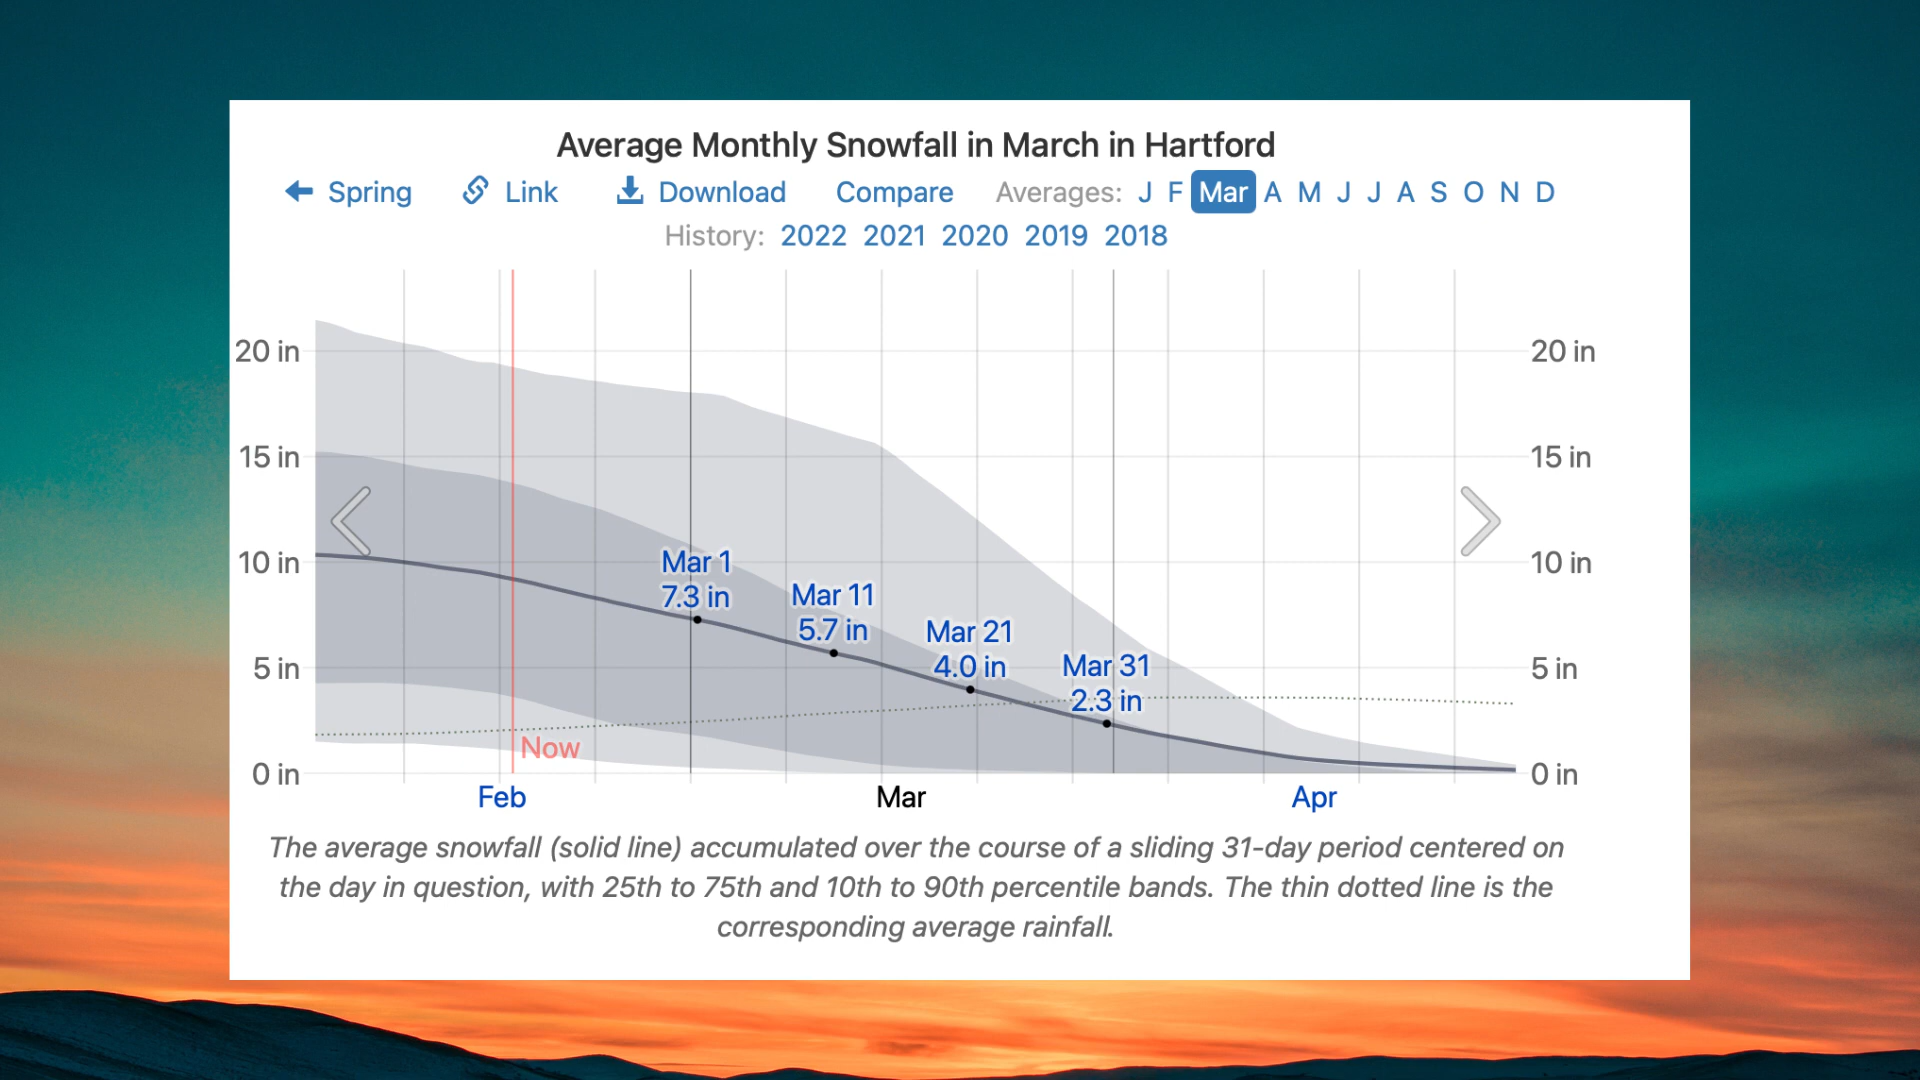 Average Monthly Snowfall in March in Hartford
Spring Link Download Compare Averages: J F Mar A M J J A S O N D
History: 2022 2021 2020 2019 2018
20 in 20 in
15 in 15 in
10 in 10 in
5 in 5 in
0 in 0 in
Mar 1
7.3 in
Mar 11
5.7 in
Mar 21
4.0 in
Mar 31
2.3 in
Now
Feb Mar Apr
The average snowfall (solid line) accumulated over the course of a sliding 31-day period centered on
the day in question, with 25th to 75th and 10th to 90th percentile bands. The thin dotted line is the
corresponding average rainfall.